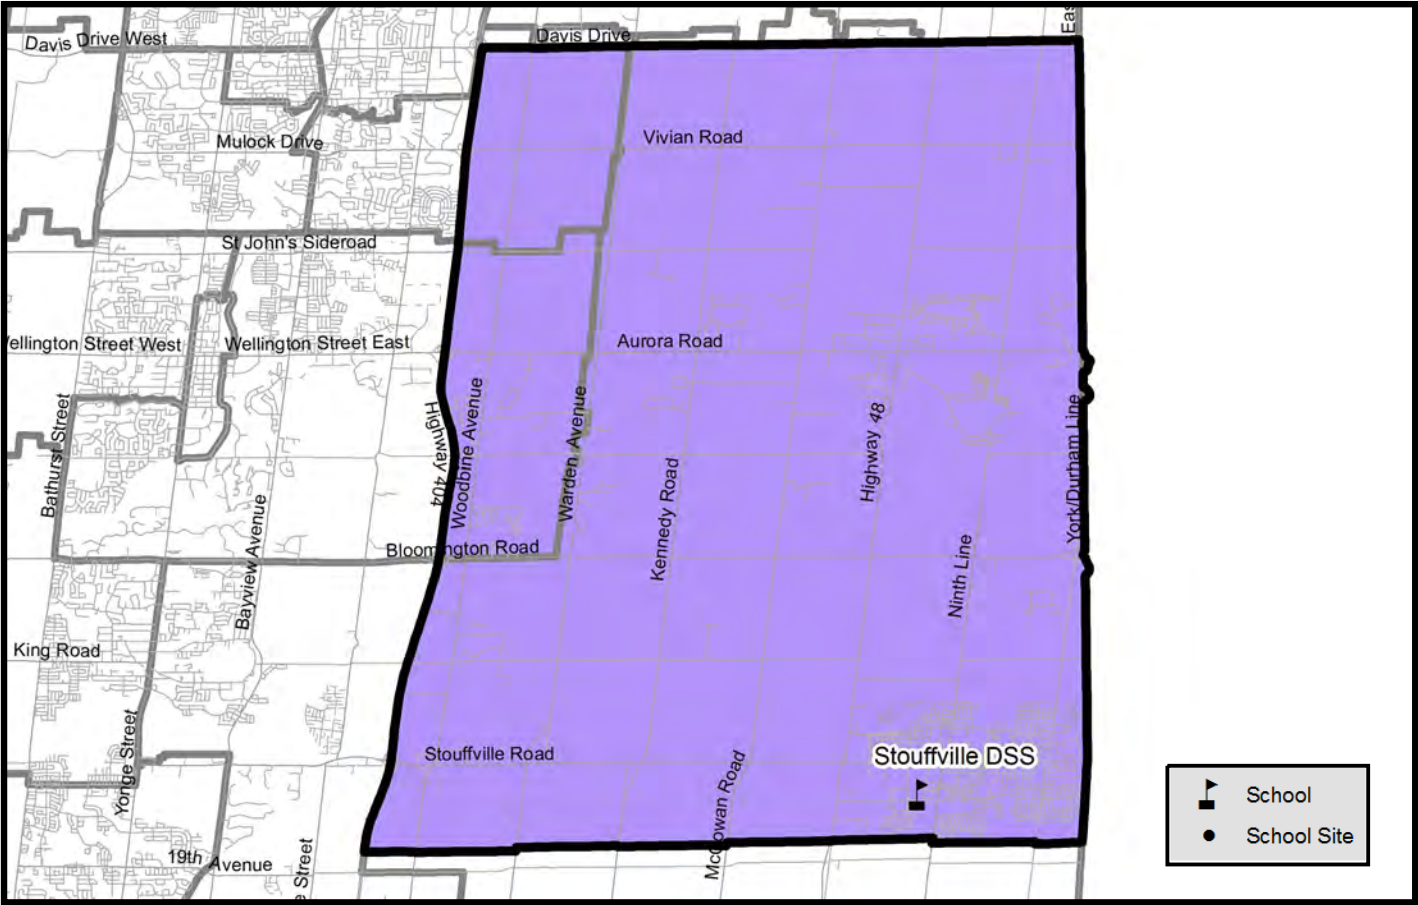 Davis Drive West
Davis Drive
Eas
Mulock Drive
Vivian Road
St John's Sideroad
ellington Street West
Wellington Street East
Aurora Road
Bathurst Street
Highway 404
Woodbine Avenue
Warden Avenue
Kennedy Road
Highway 48
York/Durham Line
Bayview Avenue
Bloomington Road
Ninth Line
King Road
Yonge Street
Stouffville Road
McCowan Road
Stouffville DSS
School
School Site
19th Avenue
e Street